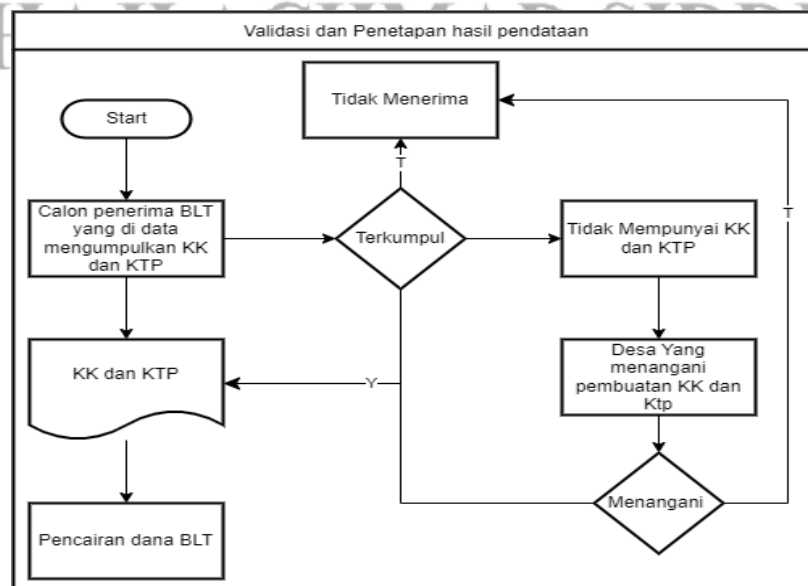 Validasi dan Penetapan hasil pendataan
Tidak Menerima
Start
T
T
Calon penerima BLT
yang di data
mengumpulkan KK
dan KTP
Terkumpul
Tidak Mempunyai KK
dan KTP
KK dan KTP
Y
Desa Yang
menangani
pembuatan KK dan
Ktp
Menangani
Pencairan dana BLT